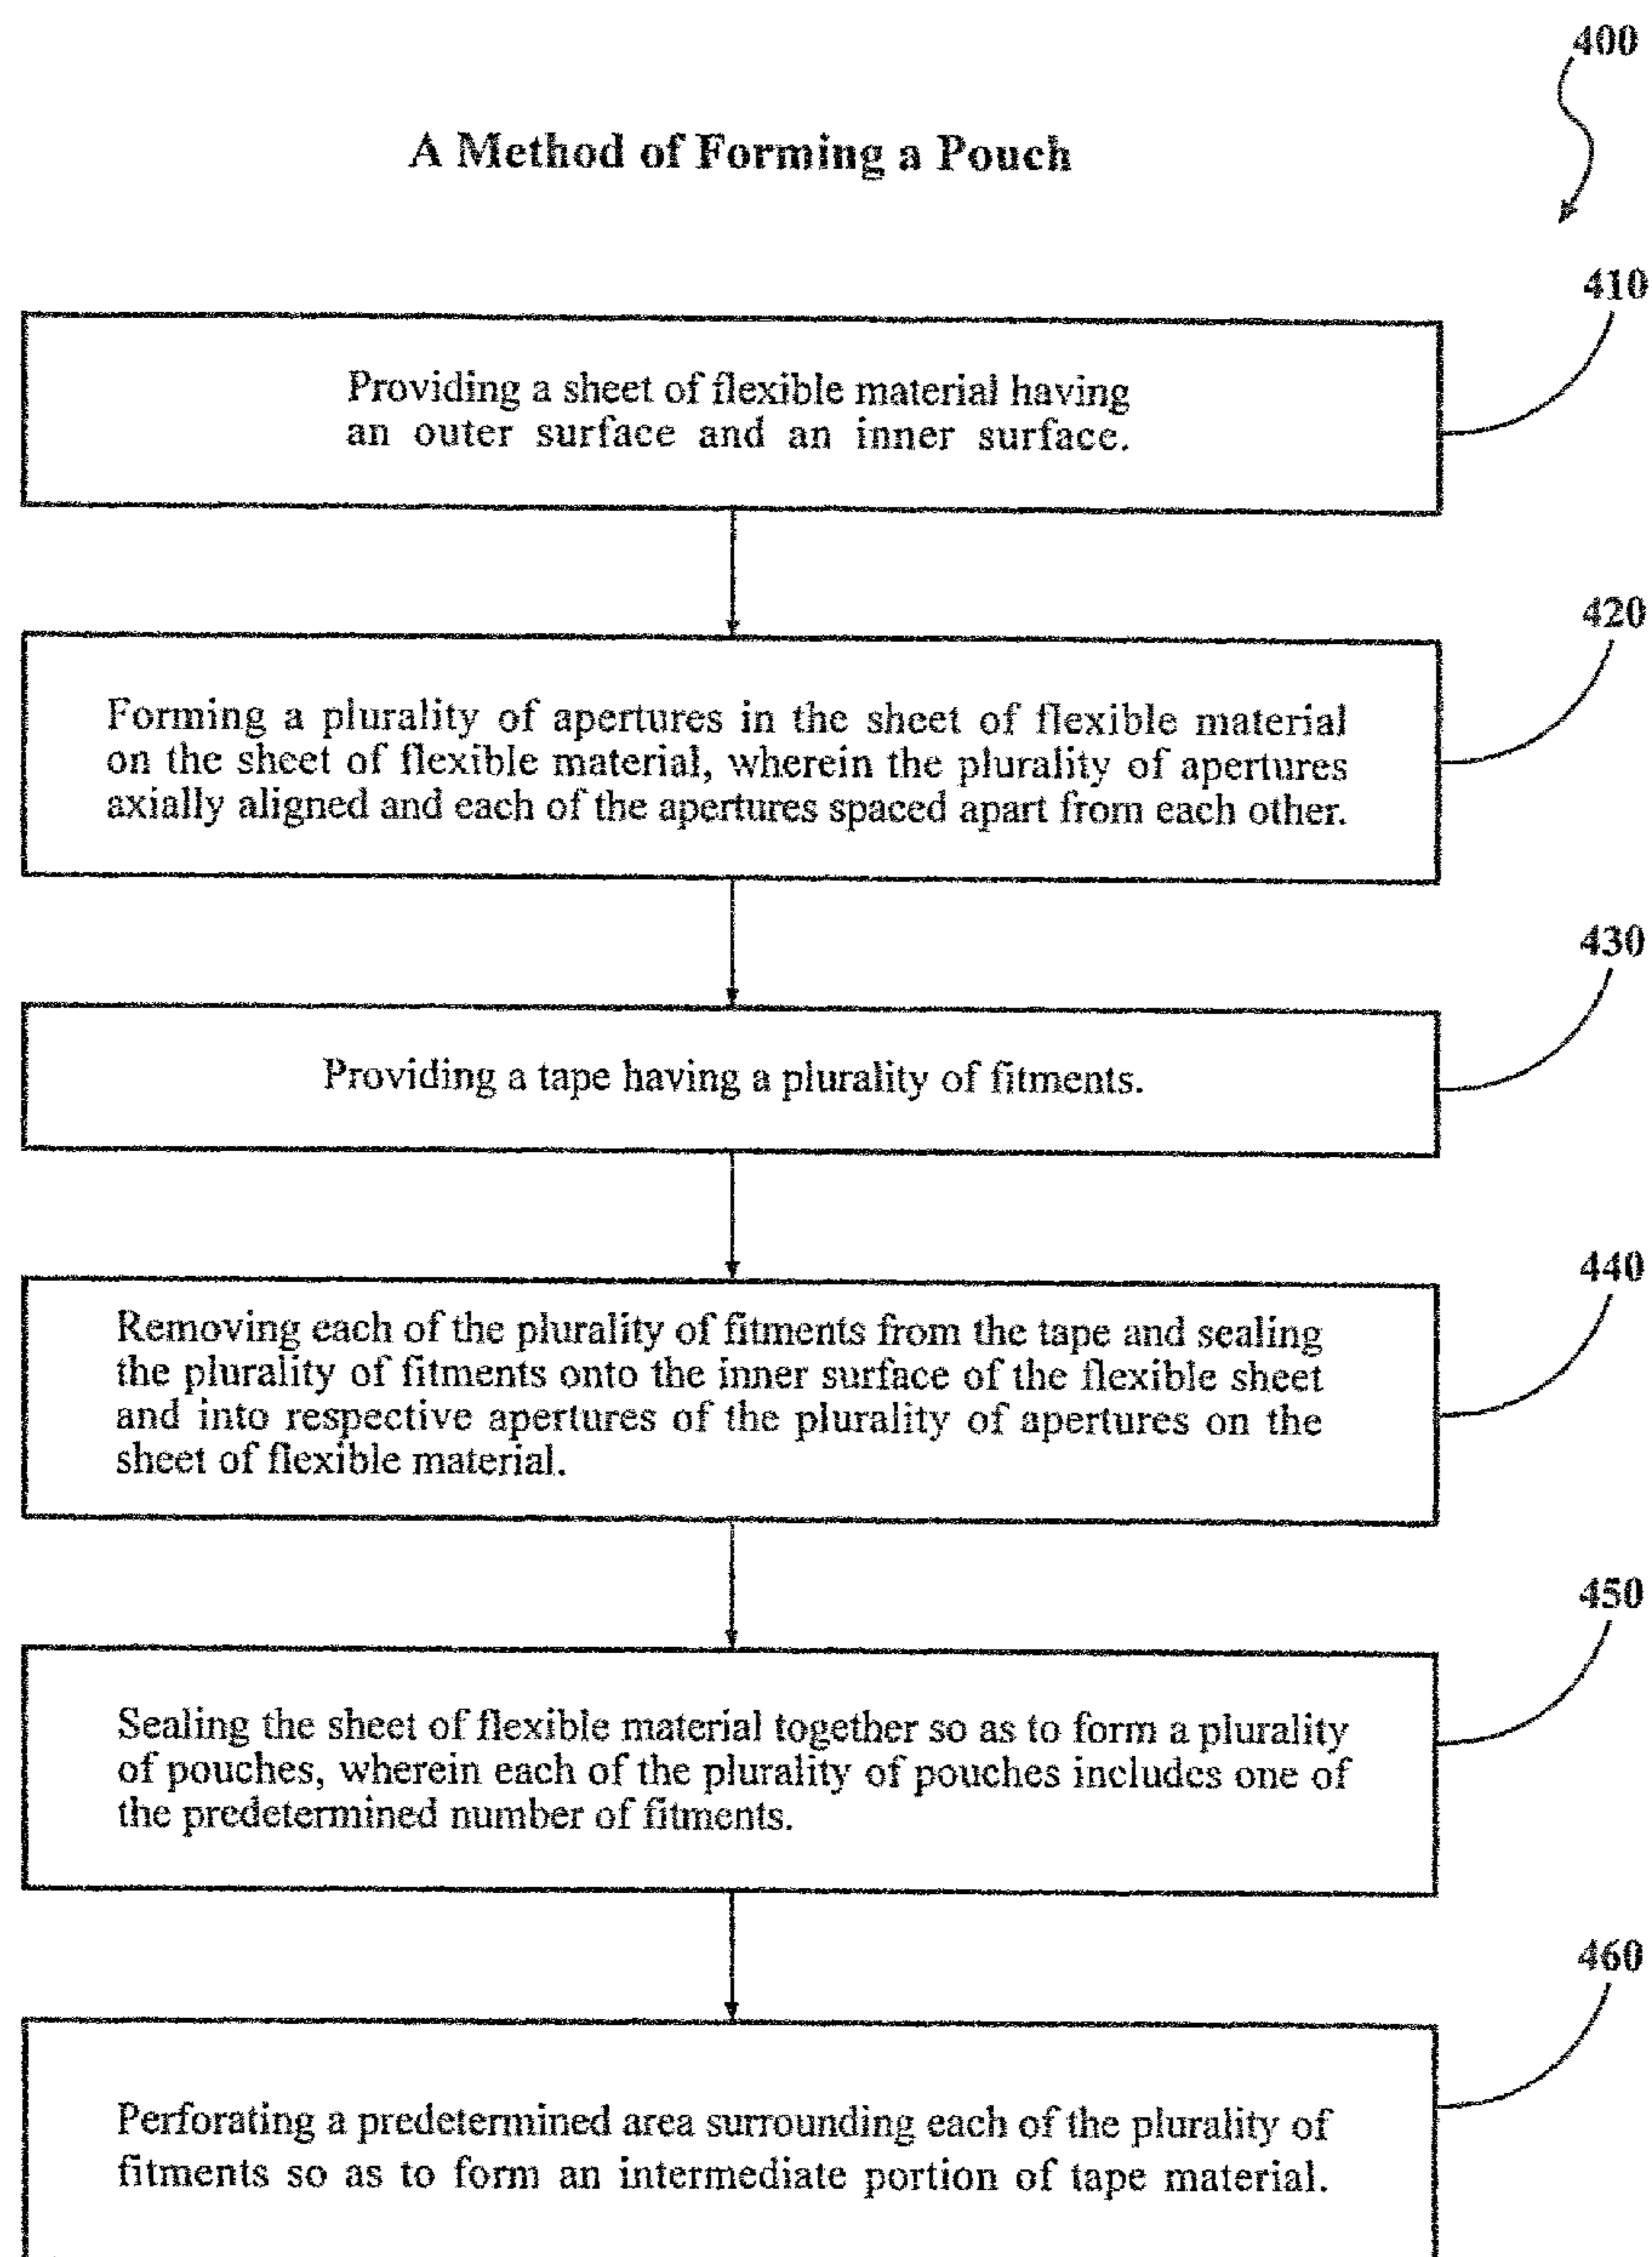 400
A Method of Forming a Pouch
410
Providing a sheet of flexible material having
an outer surface and an inner surface.
420
Forming a plurality of apertures in the sheet of flexible material
on the sheet of flexible material, wherein the plurality of apertures
axially aligned and each of the apertures spaced apart from each other.
430
Providing a tape having a plurality of fitments.
440
Removing each of the plurality of fitments from the tape and sealing
the plurality of fitments onto the inner surface of the flexible sheet
and into respective apertures of the plurality of apertures on the
sheet of flexible material.
450
Sealing the sheet of flexible material together so as to form a plurality
of pouches, wherein each of the plurality of pouches includes one of
the predetermined number of fitments.
460
Perforating a predetermined area surrounding each of the plurality of
fitments so as to form an intermediate portion of tape material.